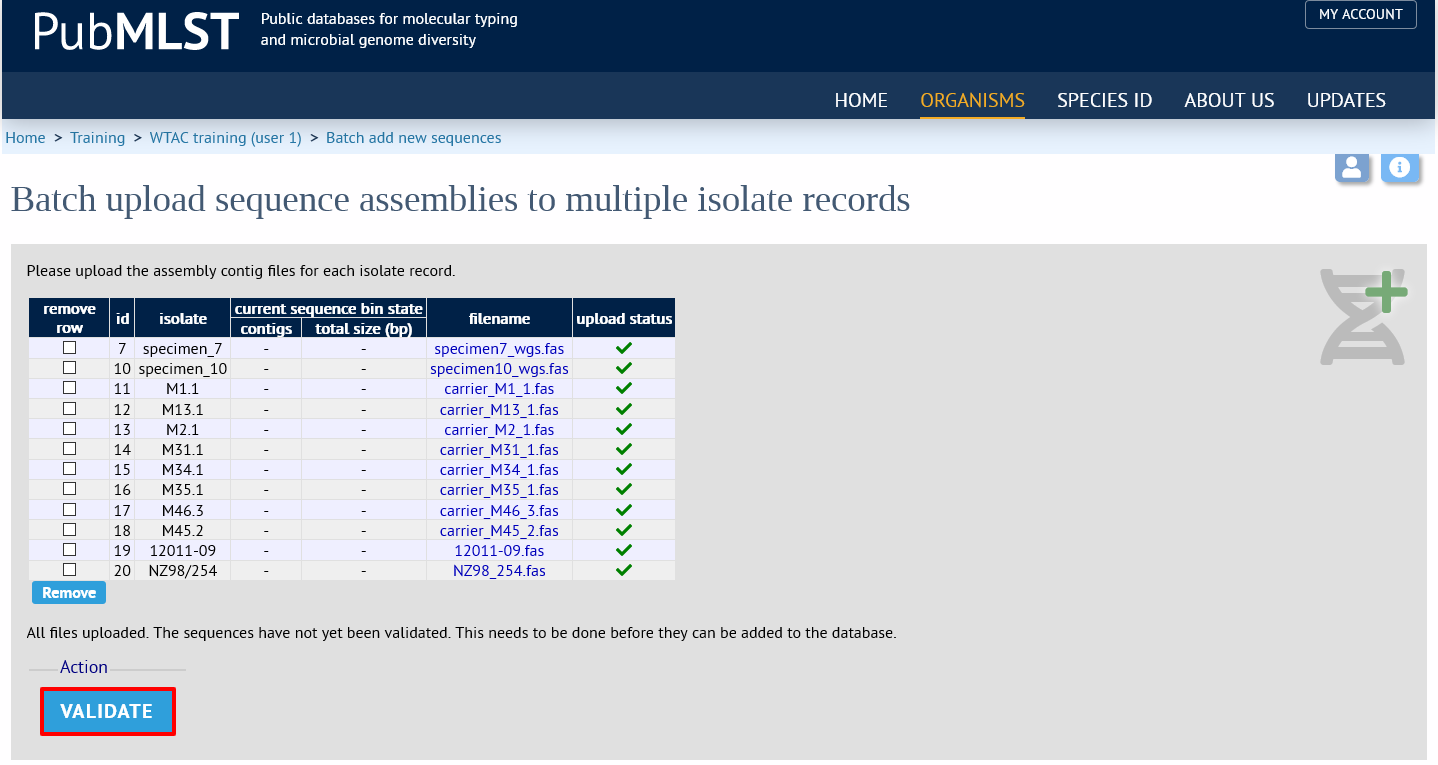 PubMLST
Public databases for molecular typing
and microbial genome diversity
MY ACCOUNT
HOME ORGANISMS SPECIES ID ABOUT US UPDATES
Home > Training > WTAC training (user 1) > Batch add new sequences
Batch upload sequence assemblies to multiple isolate records
Please upload the assembly contig files for each isolate record.
remove row id isolate current sequence bin state filename upload status
contigs total size (bp)
7 specimen_7 - - specimen7_wgs.fas
10 specimen_10 - - specimen10_wgs.fas
11 M1.1 - - carrier_M1_1.fas
12 M13.1 - - carrier_M13_1.fas
13 M2.1 - - carrier_M2_1.fas
14 M31.1 - - carrier_M31_1.fas
15 M34.1 - - carrier_M34_1.fas
16 M35.1 - - carrier_M35_1.fas
17 M46.3 - - carrier_M46_3.fas
18 M45.2 - - carrier_M45_2.fas
19 12011-09 - - 12011-09.fas
20 NZ98/254 - - NZ98_254.fas
Remove
All files uploaded. The sequences have not yet been validated. This needs to be done before they can be added to the database.
Action
VALIDATE